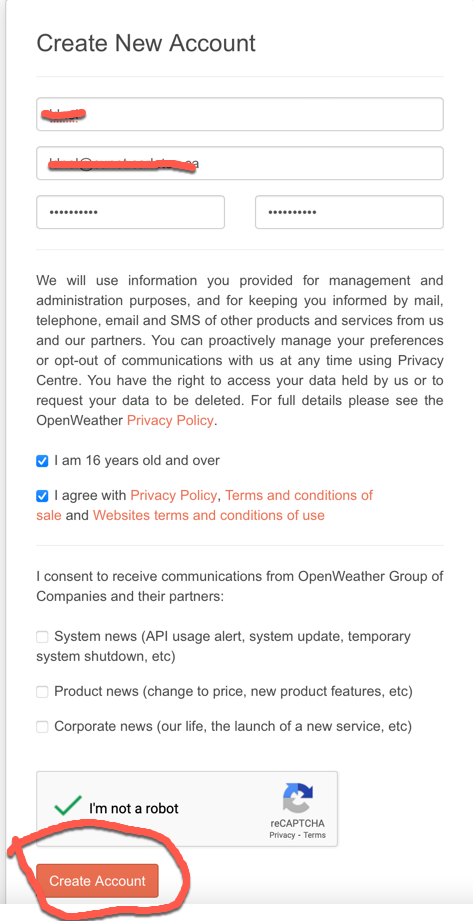 Create New Account
••••••••••
••••••••••
We will use information you provided for management and
administration purposes, and for keeping you informed by mail,
telephone, email and SMS of other products and services from us
and our partners. You can proactively manage your preferences
or opt-out of communications with us at any time using Privacy
Centre. You have the right to access your data held by us or to
request your data to be deleted. For full details please see the
OpenWeather Privacy Policy.
I am 16 years old and over
I agree with Privacy Policy, Terms and conditions of
sale and Websites terms and conditions of use
I consent to receive communications from OpenWeather Group of
Companies and their partners:
System news (API usage alert, system update, temporary
system shutdown, etc)
Product news (change to price, new product features, etc)
Corporate news (our life, the launch of a new service, etc)
I'm not a robot
reCAPTCHA
Privacy - Terms
Create Account